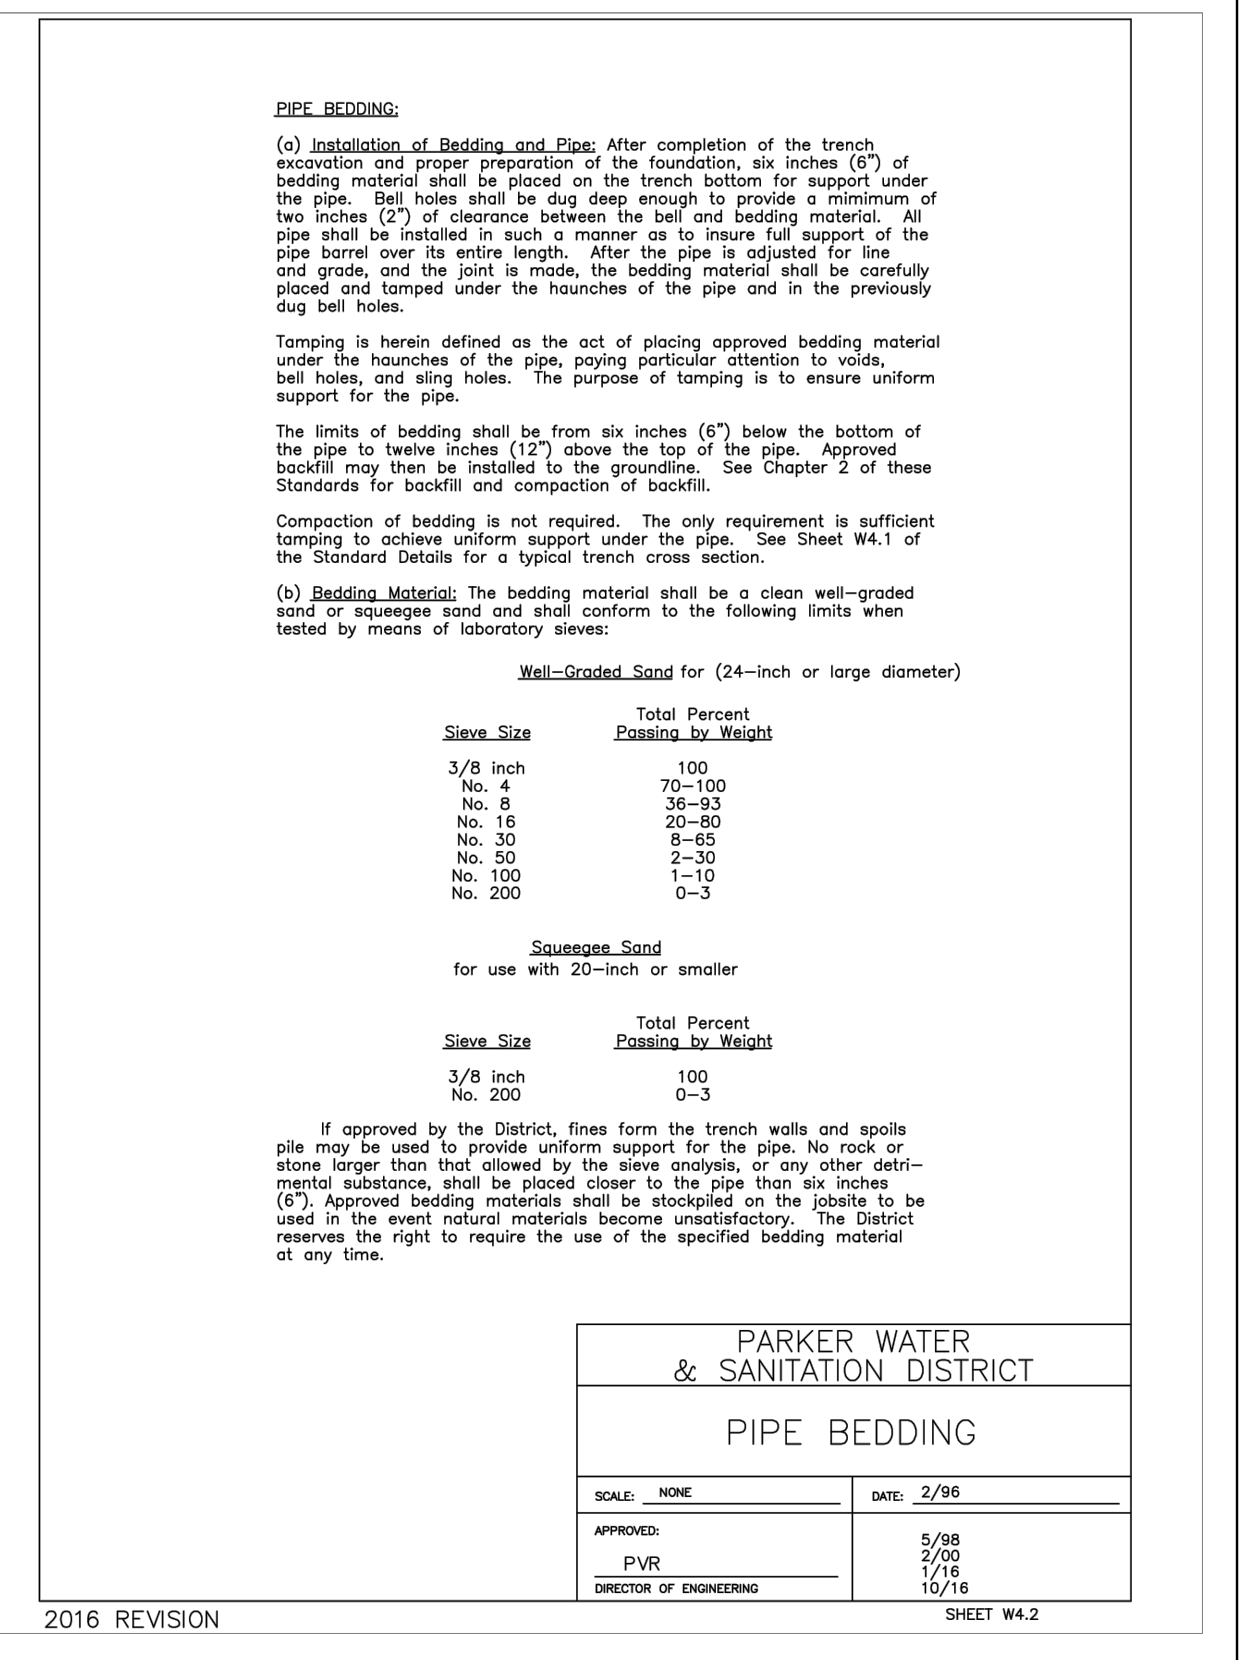 PIPE BEDDING:
(a) Installation of Bedding and Pipe: After completion of the trench
excavation and proper preparation of the foundation, six inches (6") of
bedding material shall be placed on the trench bottom for support under
the pipe. Bell holes shall be dug deep enough to provide a mimimum of
two inches (2") of clearance between the bell and bedding material. All
pipe shall be installed in such a manner as to insure full support of the
pipe barrel over its entire length. After the pipe is adjusted for line
and grade, and the joint is made, the bedding material shall be carefully
placed and tamped under the haunches of the pipe and in the previously
dug bell holes.
Tamping is herein defined as the act of placing approved bedding material
under the haunches of the pipe, paying particular attention to voids,
bell holes, and sling holes. The purpose of tamping is to ensure uniform
support for the pipe.
The limits of bedding shall be from six inches (6") below the bottom of
the pipe to twelve inches (12") above the top of the pipe. Approved
backfill may then be installed to the groundline. See Chapter 2 of these
Standards for backfill and compaction of backfill.
Compaction of bedding is not required. The only requirement is sufficient
tamping to achieve uniform support under the pipe. See Sheet W4.1 of
the Standard Details for a typical trench cross section.
(b) Bedding Material: The bedding material shall be a clean well-graded
sand or squeegee sand and shall conform to the following limits when
tested by means of laboratory sieves:
Well-Graded Sand for (24-inch or large diameter)
Total Percent
Sieve Size Passing by Weight
3/8 inch 100
No. 4 70-100
No. 8 36-93
No. 16 20-80
No. 30 8-65
No. 50 2-30
No. 100 1-10
No. 200 0-3
Squeegee Sand
for use with 20-inch or smaller
Total Percent
Sieve Size Passing by Weight
3/8 inch 100
No. 200 0-3
If approved by the District, fines form the trench walls and spoils
pile may be used to provide uniform support for the pipe. No rock or
stone larger than that allowed by the sieve analysis, or any other detri-
mental substance, shall be placed closer to the pipe than six inches
(6"). Approved bedding materials shall be stockpiled on the jobsite to be
used in the event natural materials become unsatisfactory. The District
reserves the right to require the use of the specified bedding material
at any time.
PARKER WATER
& SANITATION DISTRICT
PIPE BEDDING
SCALE: NONE
DATE: 2/96
APPROVED:
PVR
DIRECTOR OF ENGINEERING
5/98
2/00
1/16
10/16
2016 REVISION
SHEET W4.2